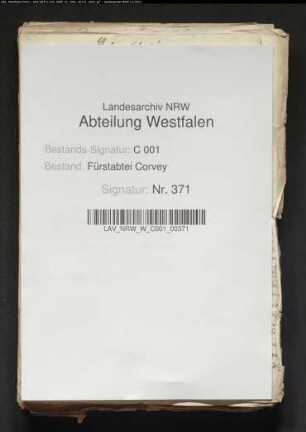 Landesarchiv NRW
Abteilung Westfalen
Bestands-Signatur: C 001
Bestand: Fürstabtei Corvey
Signatur: Nr. 371
LAV_NRW_W_C001_00371